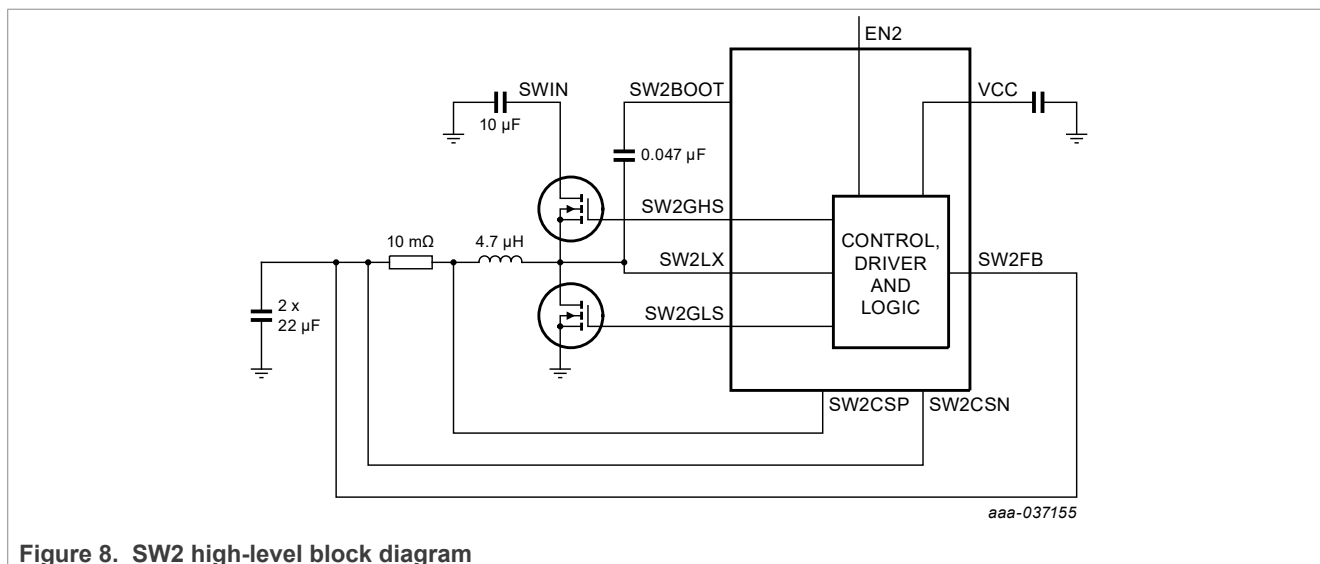 EN2
SWIN
SW2BOOT
VCC
10 µF
0.047 µF
SW2GHS
10 mΩ
4.7 µH
CONTROL,
DRIVER
AND
LOGIC
SW2LX
SW2FB
2 x
22 µF
SW2GLS
SW2CSP
SW2CSN
aaa-037155
Figure 8. SW2 high-level block diagram